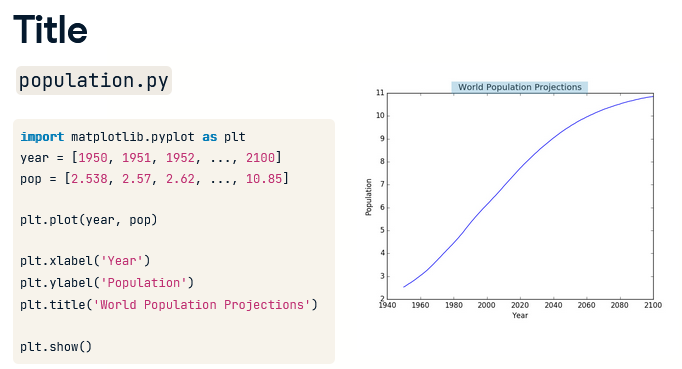 Title
population.py
import matplotlib.pyplot as plt
year = [1950, 1951, 1952, ..., 2100]
pop = [2.538, 2.57, 2.62, ..., 10.85]
plt.plot(year, pop)
plt.xlabel('Year')
plt.ylabel('Population')
plt.title('World Population Projections')
plt.show()
World Population Projections
11
10
9
8
7
6
5
4
3
2
Population
1940 1960 1980 2000 2020 2040 2060 2080 2100
Year